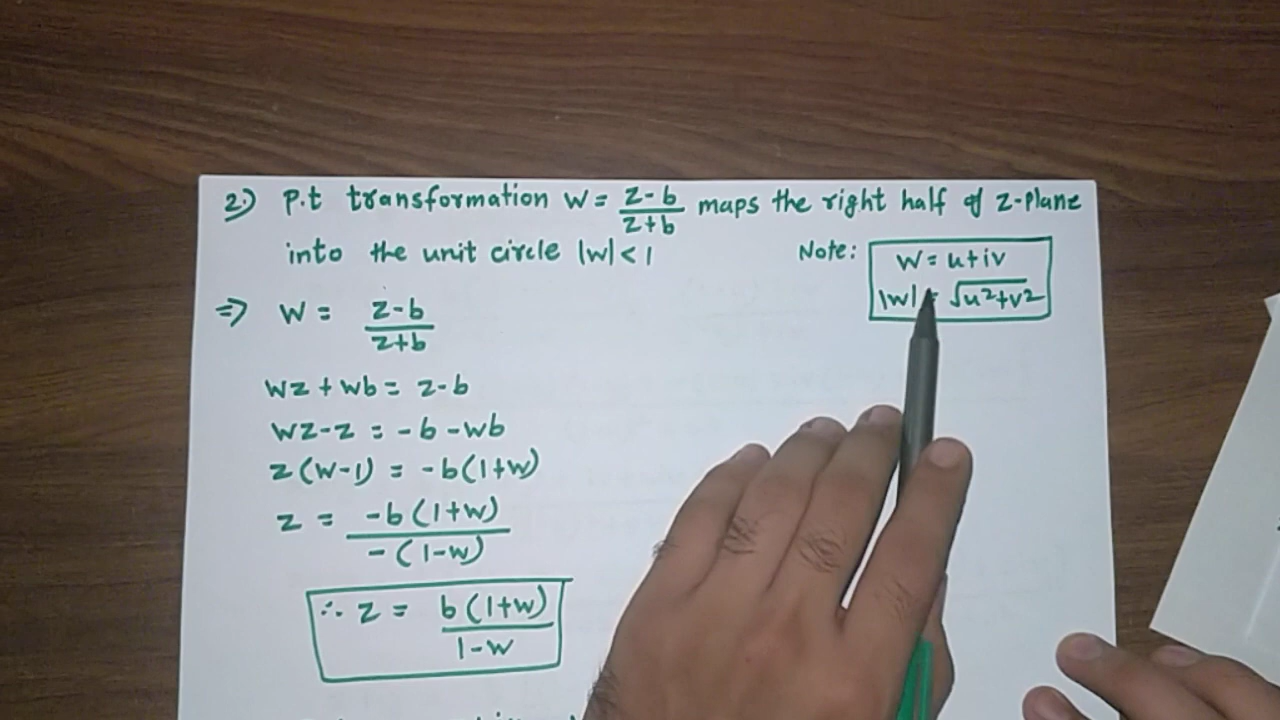 2.) P.t transformation W = z-b / z+b maps the right half of z-plane
into the unit circle |w| < 1
Note: W = u+iv
|w| = √u²+v²
=> W = z-b / z+b
Wz + wb = z-b
Wz-z = -b-wb
z(W-1) = -b(1+w)
z = -b(1+w) / -(1-w)
∴ z = b(1+w) / 1-w